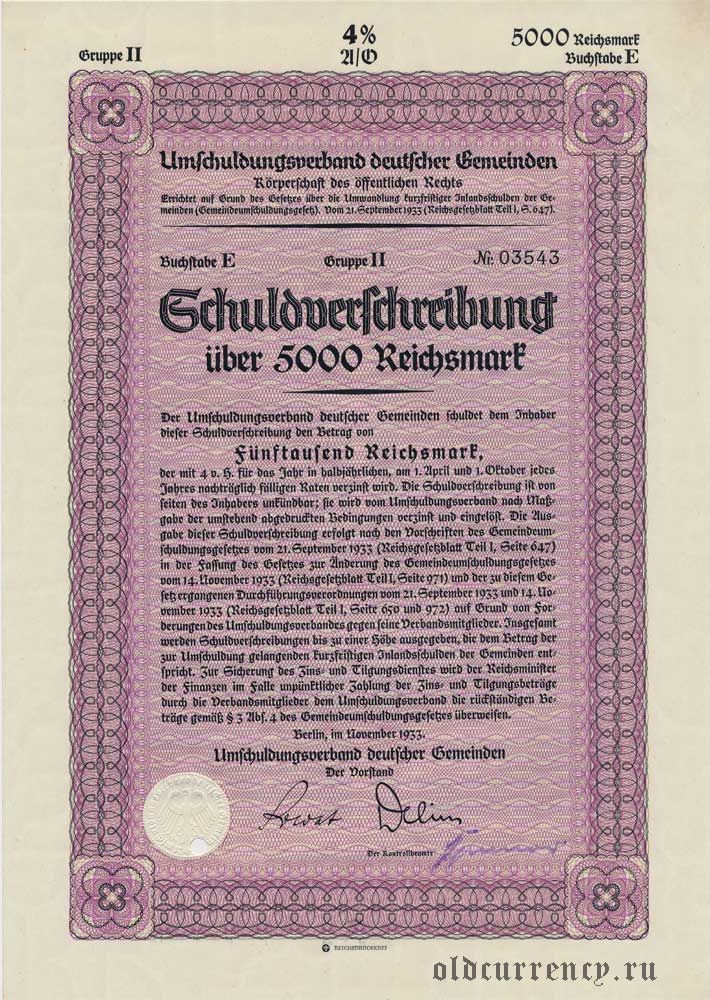 Gruppe II
4%
A/O
5000 Reichsmark
Buchstabe E
Umschuldungsverband deutscher Gemeinden
Körperschaft des öffentlichen Rechts
Errichtet auf Grund des Gesetzes über die Umwandlung kurzfristiger Inlandsschulden der Ge-
meinden (Gemeindeumschuldungsgesetz). Vom 21. September 1933 (Reichsgesetzblatt Teil I, S. 647).
Buchstabe E Gruppe II № 03543
Schuldverschreibung
über 5000 Reichsmark
Der Umschuldungsverband deutscher Gemeinden schuldet dem Inhaber
dieser Schuldverschreibung den Betrag von
Fünftausend Reichsmark,
der mit 4 v. H. für das Jahr in halbjährlichen, am 1. April und 1. Oktober jedes
Jahres nachträglich fälligen Raten verzinst wird. Die Schuldverschreibung ist von
seiten des Inhabers unkündbar; sie wird vom Umschuldungsverband nach Maß-
gabe der umstehend abgedruckten Bedingungen verzinst und eingelöst. Die Aus-
gabe dieser Schuldverschreibung erfolgt nach den Vorschriften des Gemeindeum-
schuldungsgesetzes vom 21. September 1933 (Reichsgesetzblatt Teil I, Seite 647)
in der Fassung des Gesetzes zur Änderung des Gemeindeumschuldungsgesetzes
vom 14. November 1933 (Reichsgesetzblatt Teil I, Seite 971) und der zu diesem Ge-
setz ergangenen Durchführungsverordnungen vom 21. September 1933 und 14. No-
vember 1933 (Reichsgesetzblatt Teil I, Seite 650 und 972) auf Grund von For-
derungen des Umschuldungsverbandes gegen seine Verbandsmitglieder. Insgesamt
werden Schuldverschreibungen bis zu einer Höhe ausgegeben, die dem Betrag der
zur Umschuldung gelangenden kurzfristigen Inlandsschulden der Gemeinden ent-
spricht. Zur Sicherung des Zins- und Tilgungsdienstes wird der Reichsminister
der Finanzen im Falle unpünktlicher Zahlung der Zins- und Tilgungsbeträge
durch die Verbandsmitglieder dem Umschuldungsverband die rückständigen Be-
träge gemäß § 3 Abs. 4 des Gemeindeumschuldungsgesetzes überweisen.
Berlin, im November 1933.
Umschuldungsverband deutscher Gemeinden
Der Vorstand
Der Kontrollbeamte
REICHSDRUCKEREI
oldcurrency.ru